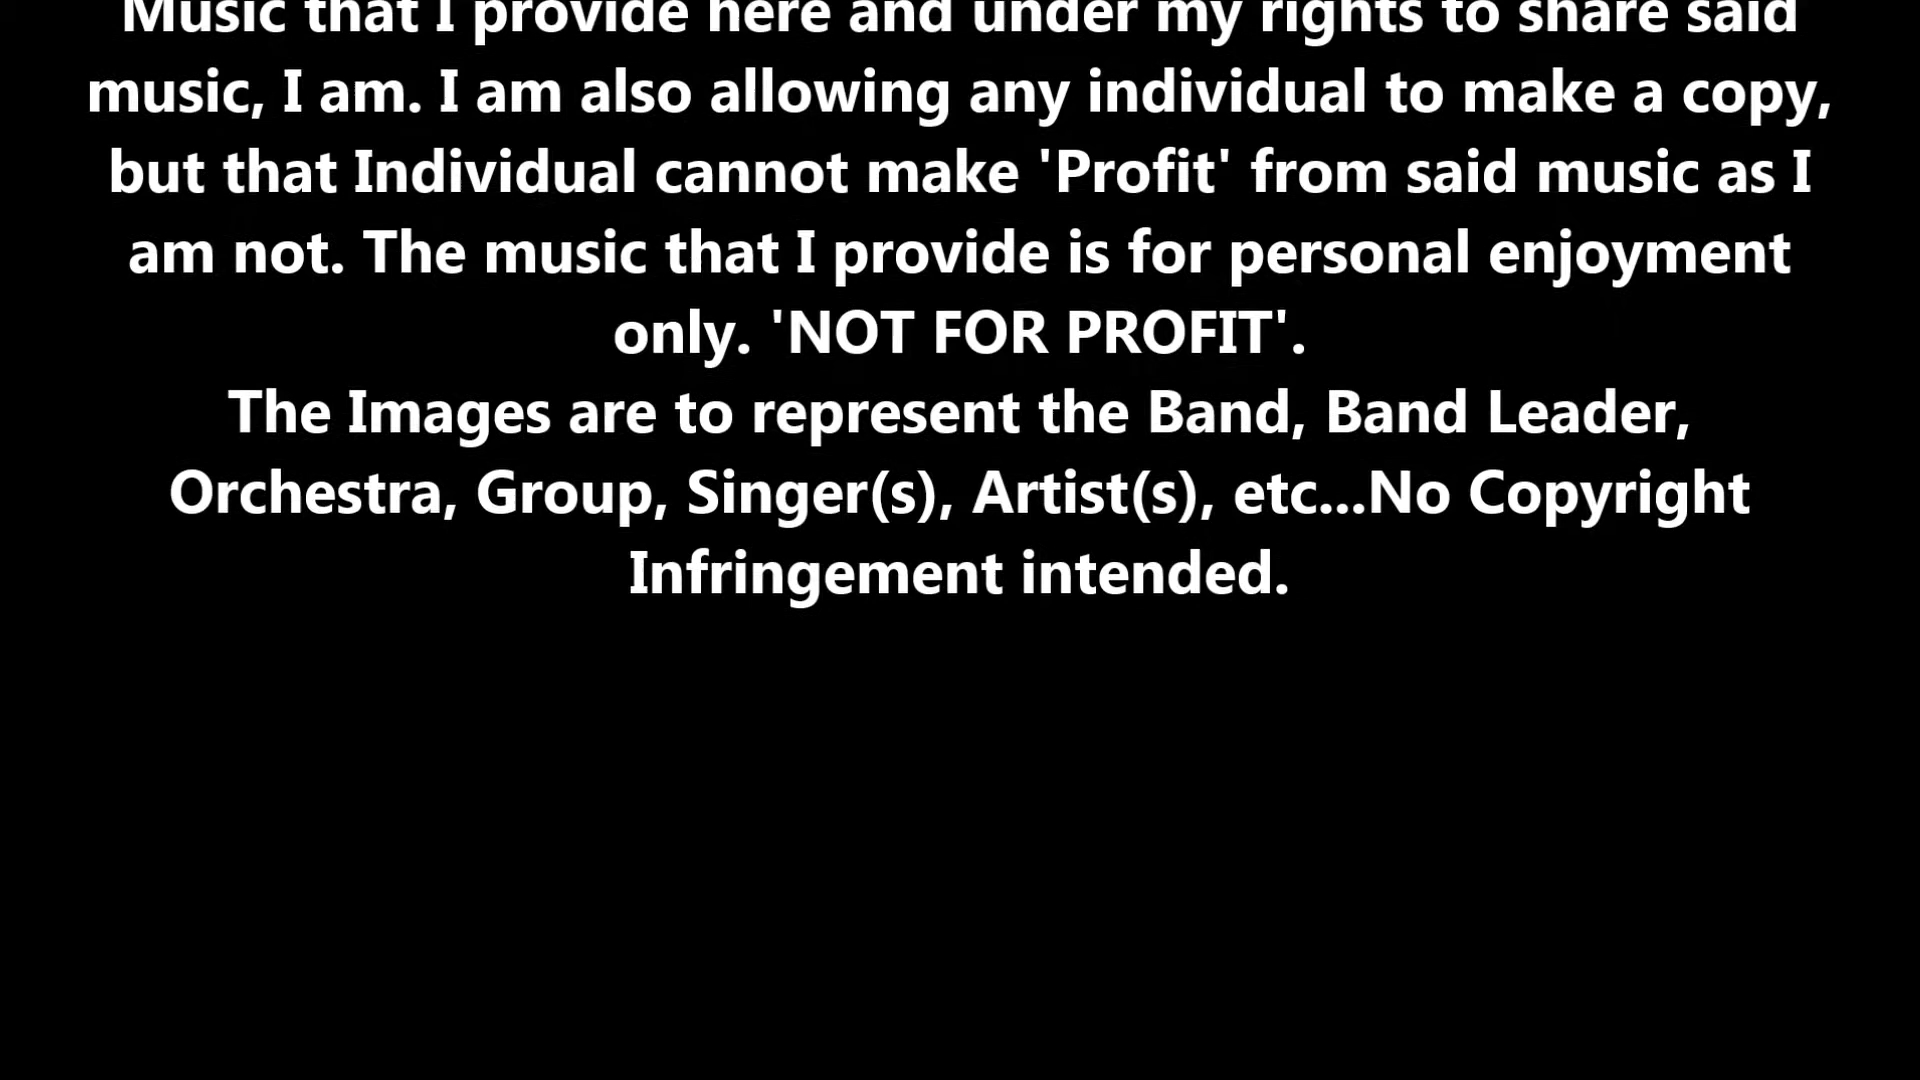 Music that I provide here and under my rights to share said
music, I am. I am also allowing any individual to make a copy,
but that Individual cannot make 'Profit' from said music as I
am not. The music that I provide is for personal enjoyment
only. 'NOT FOR PROFIT'.
The Images are to represent the Band, Band Leader,
Orchestra, Group, Singer(s), Artist(s), etc...No Copyright
Infringement intended.